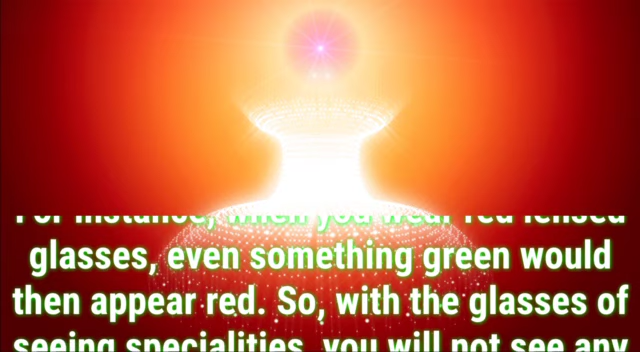 For instance, when you wear red lensed
glasses, even something green would
then appear red. So, with the glasses of
seeing specialities, you will not see any